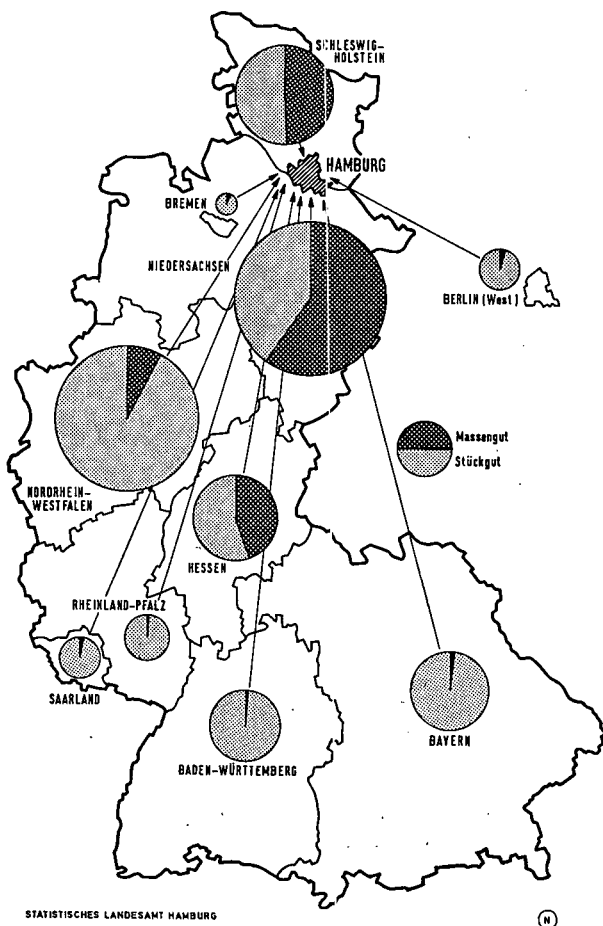 SCHLESWIG-
HOLSTEIN
HAMBURG
BREMEN
NIEDERSACHSEN
BERLIN (West)
Massengut
Stückgut
NORDRHEIN-
WESTFALEN
HESSEN
RHEINLAND-PFALZ
SAARLAND
BAYERN
BADEN-WÜRTTEMBERG
STATISTISCHES LANDESAMT HAMBURG
N